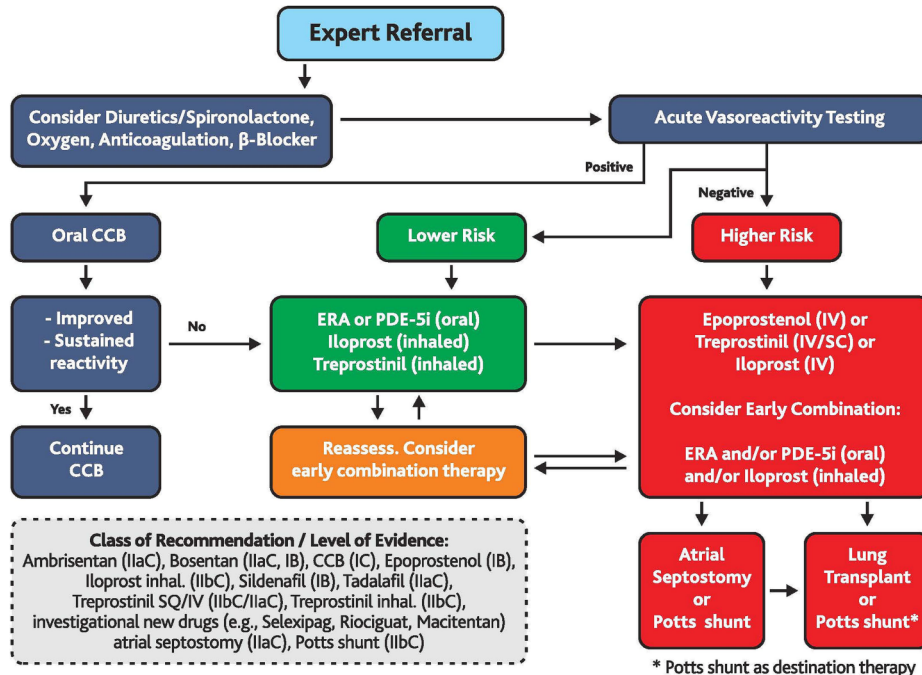 Expert Referral
Consider Diuretics/Spironolactone,
Oxygen, Anticoagulation, β-Blocker
Acute Vasoreactivity Testing
Positive
Negative
Oral CCB
Lower Risk
Higher Risk
- Improved
- Sustained
reactivity
No
ERA or PDE-5i (oral)
Iloprost (inhaled)
Treprostinil (inhaled)
Epoprostenol (IV) or
Treprostinil (IV/SC) or
Iloprost (IV)
Consider Early Combination:
ERA and/or PDE-5i (oral)
and/or Iloprost (inhaled)
Yes
Continue
CCB
Reassess. Consider
early combination therapy
Class of Recommendation / Level of Evidence:
Ambrisentan (IIaC), Bosentan (IIaC, IB), CCB (IC), Epoprostenol (IB),
Iloprost inhal. (IIbC), Sildenafil (IB), Tadalafil (IIaC),
Treprostinil SQ/IV (IIbC/IIaC), Treprostinil inhal. (IIbC),
investigational new drugs (e.g., Selexipag, Riociguat, Macitentan)
atrial septostomy (IIaC), Potts shunt (IIbC)
Atrial
Septostomy
or
Potts shunt
Lung
Transplant
or
Potts shunt*
* Potts shunt as destination therapy